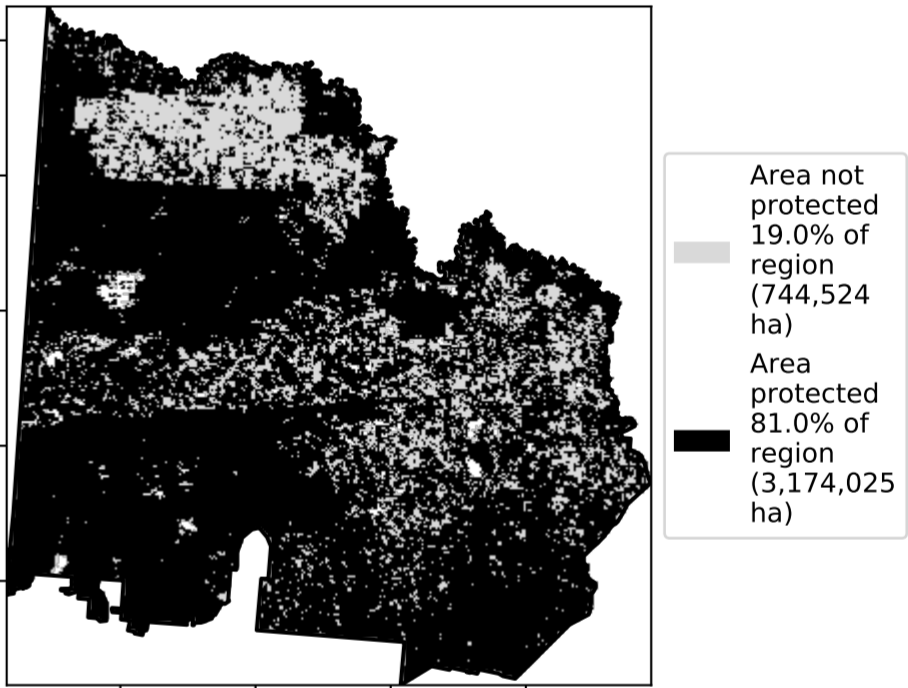 Area not
protected
19.0% of
region
(744,524
ha)
Area
protected
81.0% of
region
(3,174,025
ha)